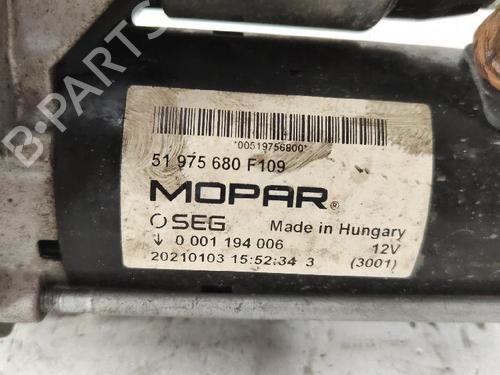 B-PARTS
'00519756800'
51 975 680 F109
MOPAR®
SEG Made in Hungary
0 001 194 006 12V
20210103 15:52:34 3 (3001)